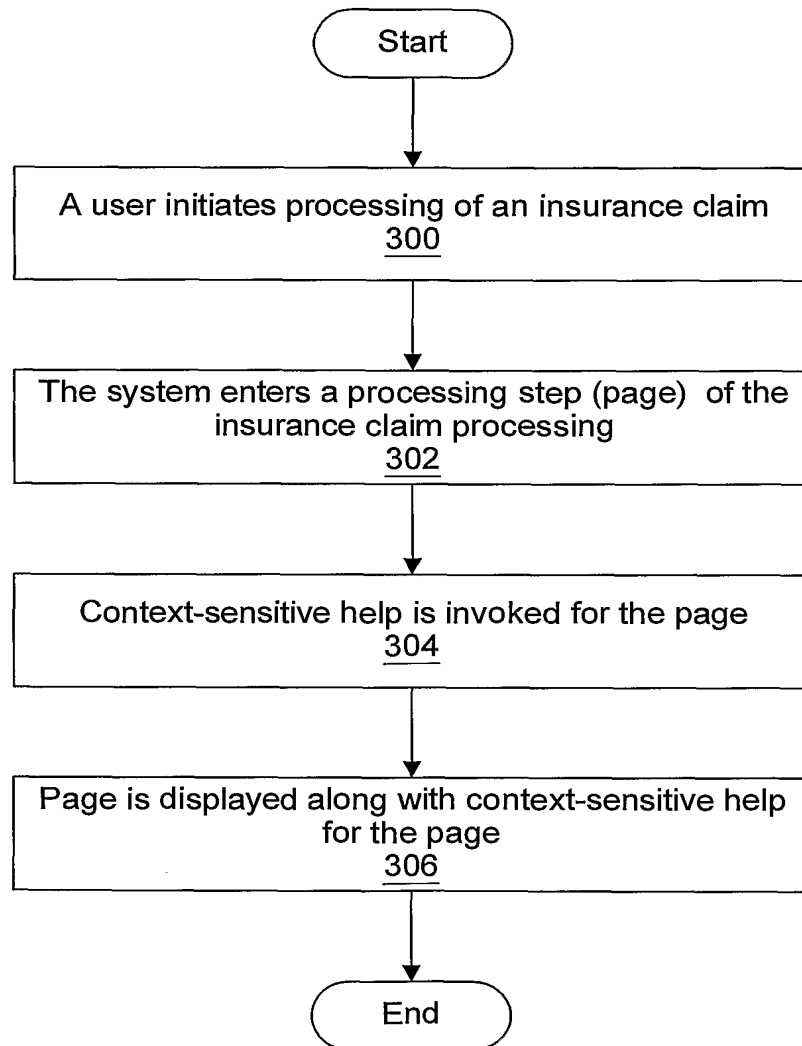 Start
A user initiates processing of an insurance claim
300
The system enters a processing step (page) of the
insurance claim processing
302
Context-sensitive help is invoked for the page
304
Page is displayed along with context-sensitive help
for the page
306
End